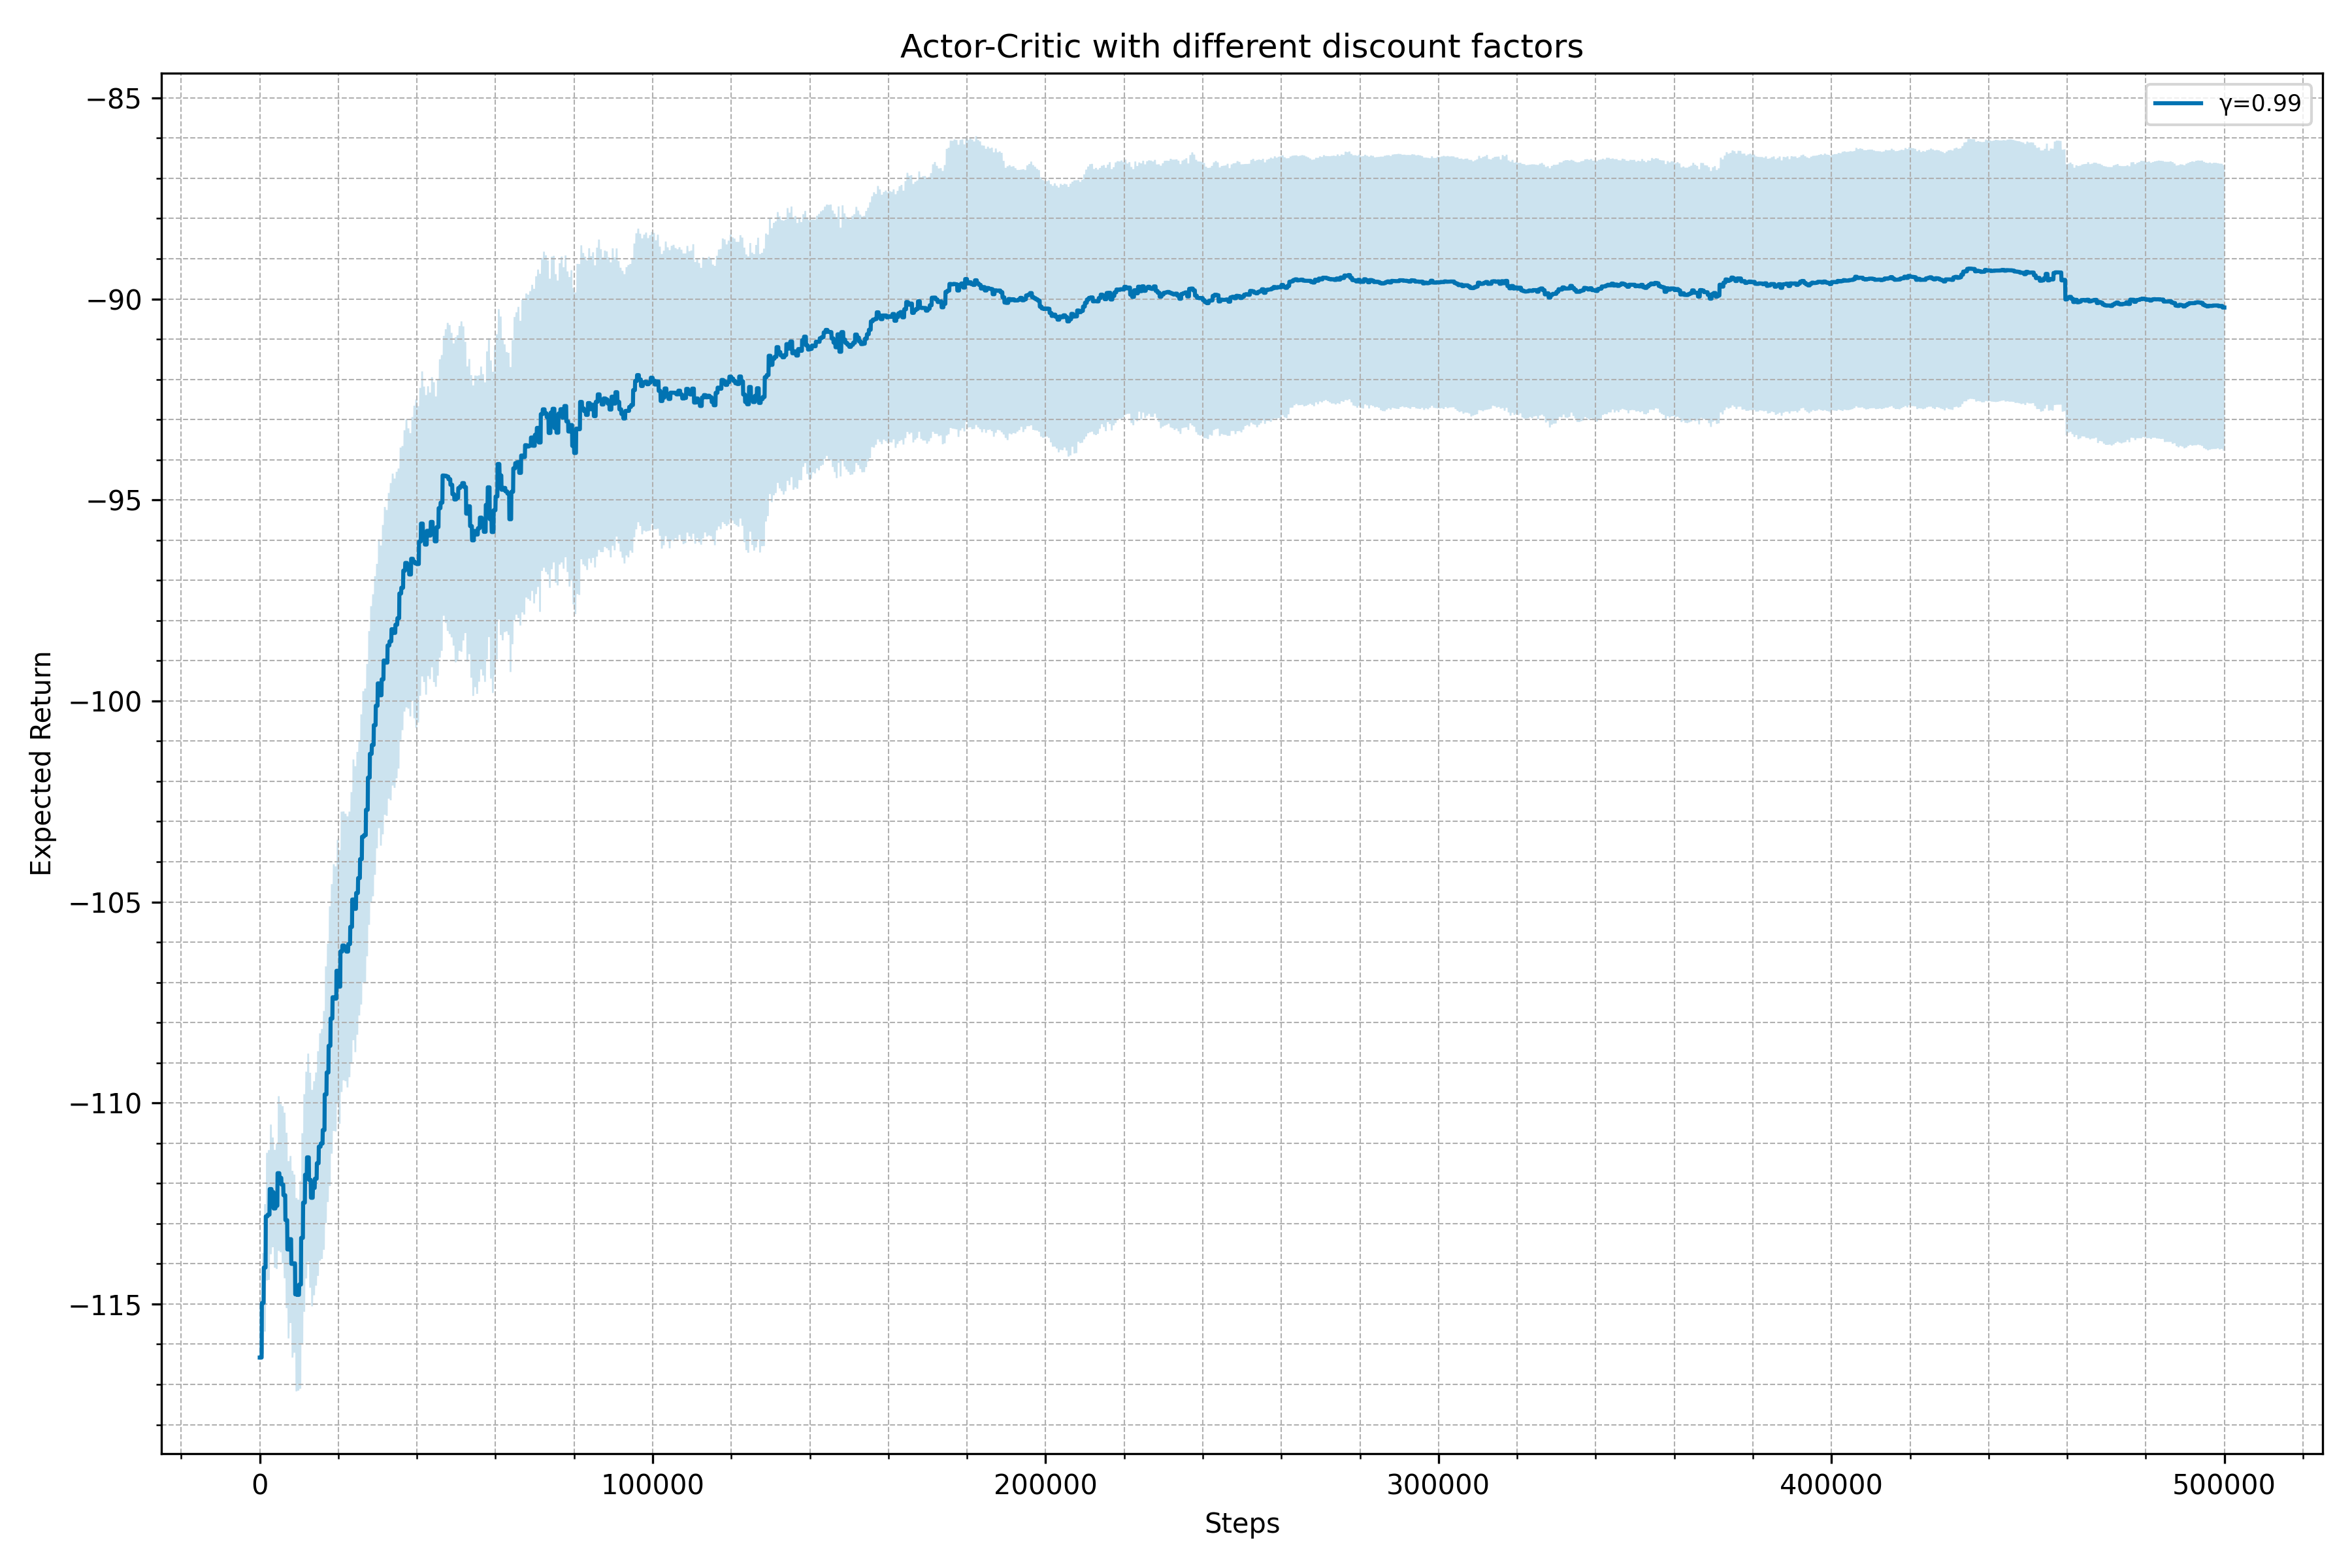 Actor-Critic with different discount factors
γ=0.99
−85
−90
−95
−100
−105
−110
−115
Expected Return
0 100000 200000 300000 400000 500000
Steps